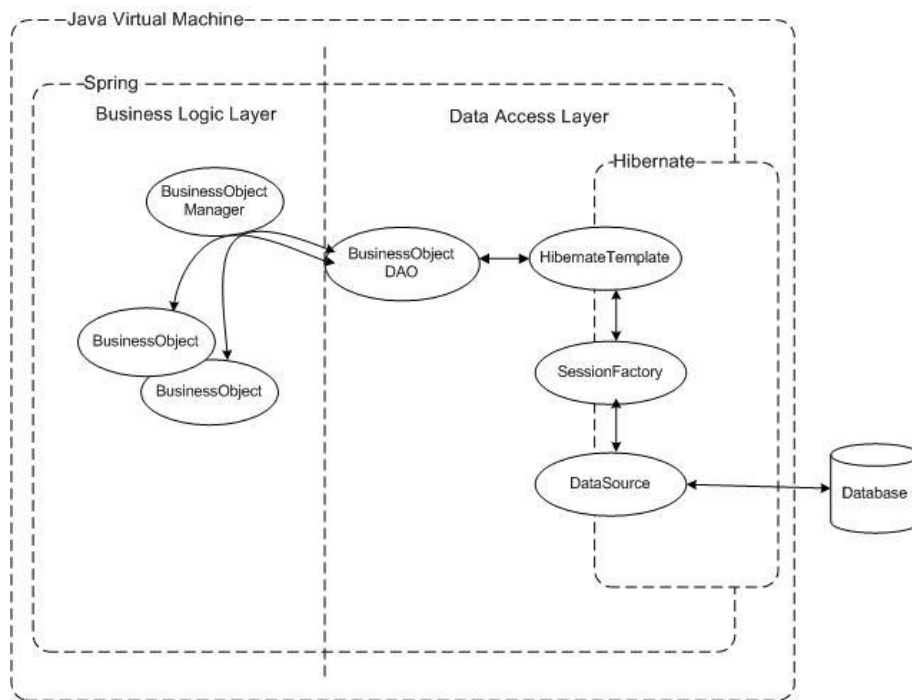 Java Virtual Machine
Spring
Business Logic Layer
Data Access Layer
Hibernate
BusinessObject
Manager
BusinessObject
DAO
HibernateTemplate
BusinessObject
BusinessObject
SessionFactory
DataSource
Database